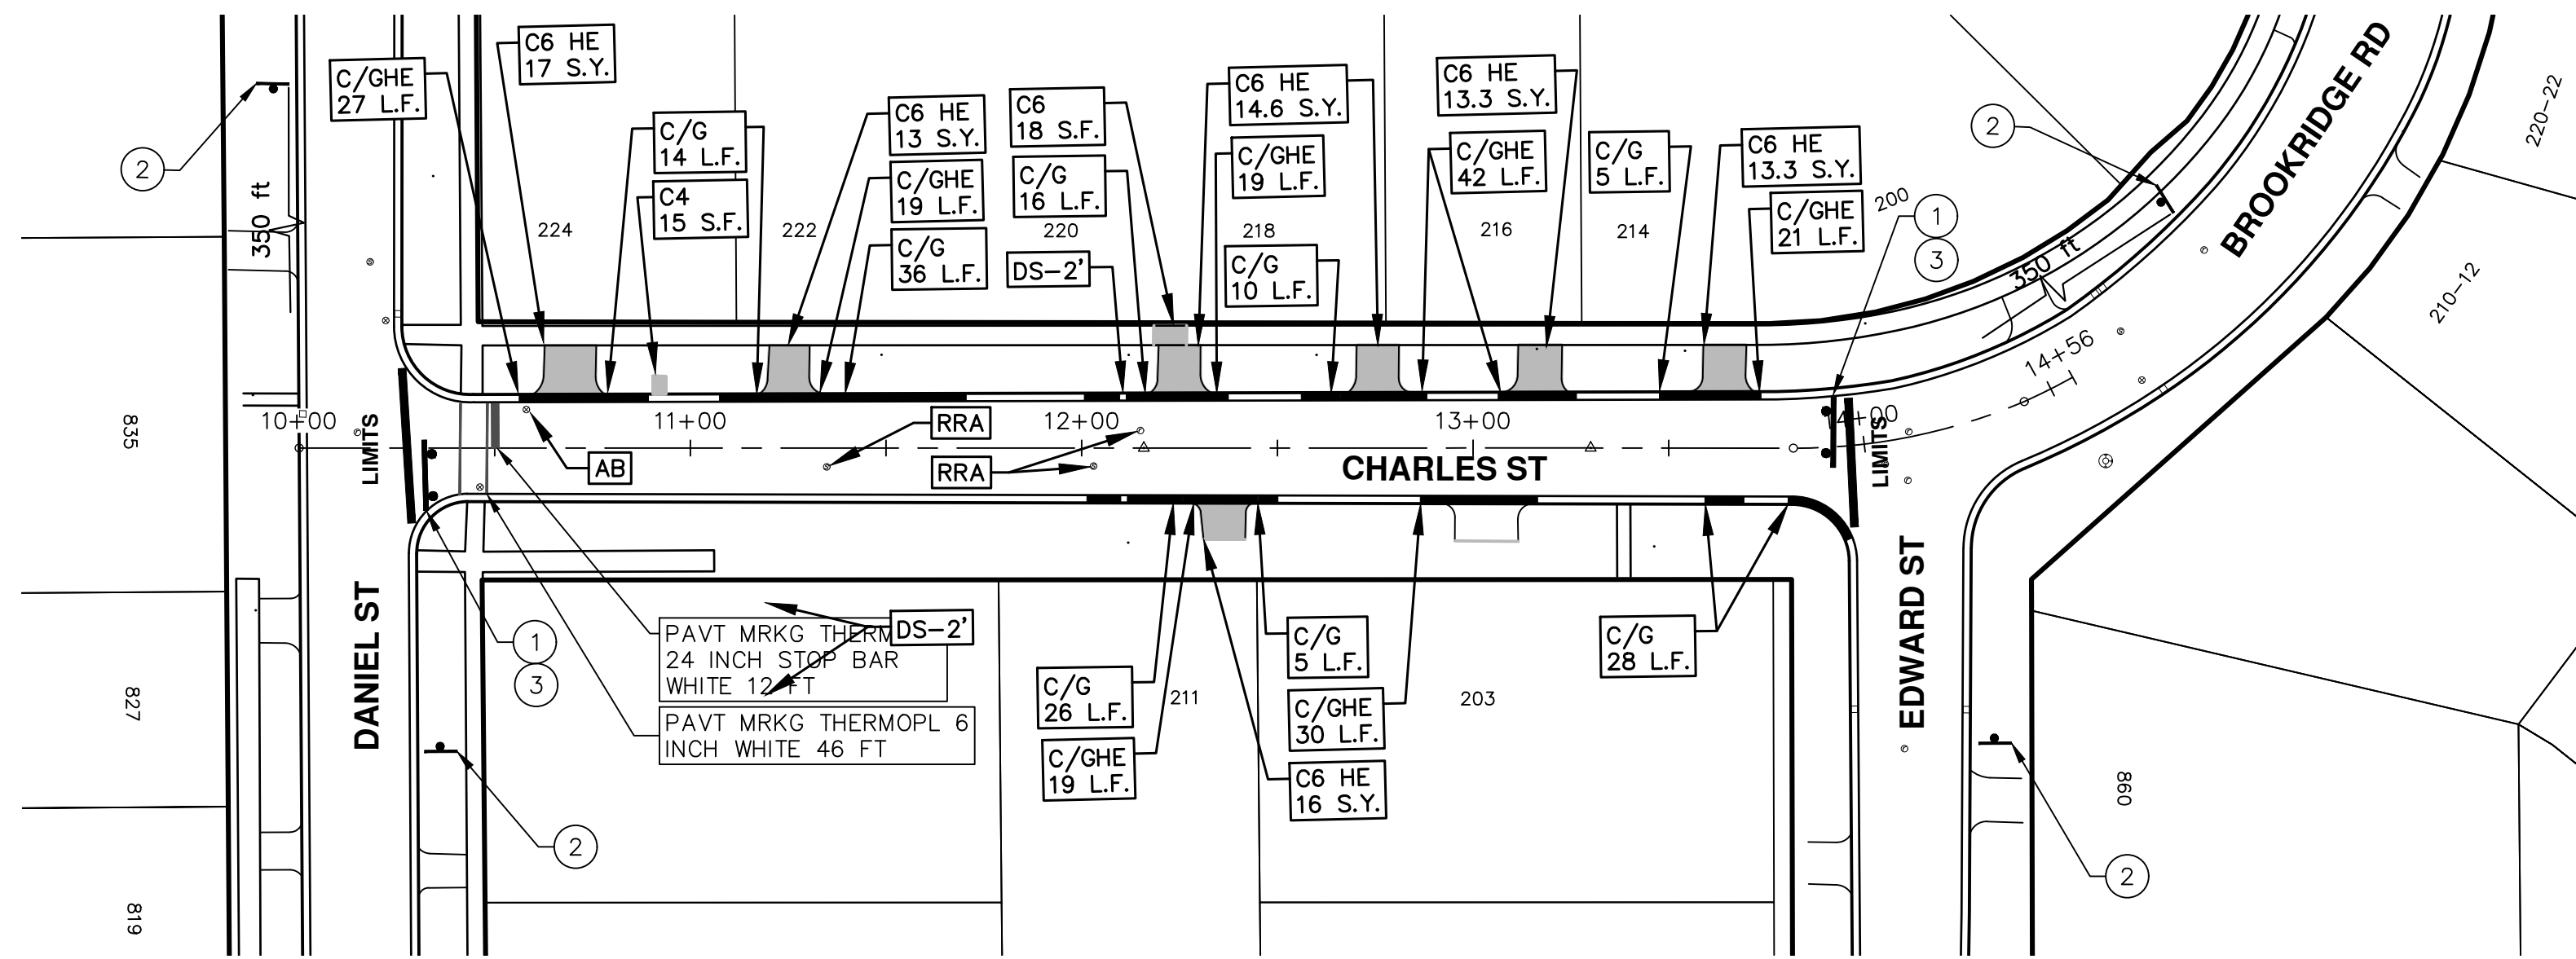 C6 HE
17 S.Y.
C/GHE
27 L.F.
C/G
14 L.F.
C4
15 S.F.
C6 HE
13 S.Y.
C/GHE
19 L.F.
C/G
36 L.F.
C6
18 S.F.
C/G
16 L.F.
DS-2'
C6 HE
14.6 S.Y.
C/GHE
19 L.F.
C/G
10 L.F.
C6 HE
13.3 S.Y.
C/GHE
42 L.F.
C/G
5 L.F.
C6 HE
13.3 S.Y.
C/GHE
21 L.F.
2
2
1
3
200
350 ft
350 ft
BROOKRIDGE RD
220-22
210-12
224
222
220
218
216
214
10+00
11+00
12+00
13+00
14+00
14+56
LIMITS
LIMITS
AB
RRA
RRA
CHARLES ST
835
827
819
DANIEL ST
EDWARD ST
1
3
2
PAVT MRKG THERM
24 INCH STOP BAR
WHITE 12 FT
DS-2'
PAVT MRKG THERMOPL 6
INCH WHITE 46 FT
C/G
26 L.F.
C/GHE
19 L.F.
211
C/G
5 L.F.
C/GHE
30 L.F.
C6 HE
16 S.Y.
203
C/G
28 L.F.
860
2